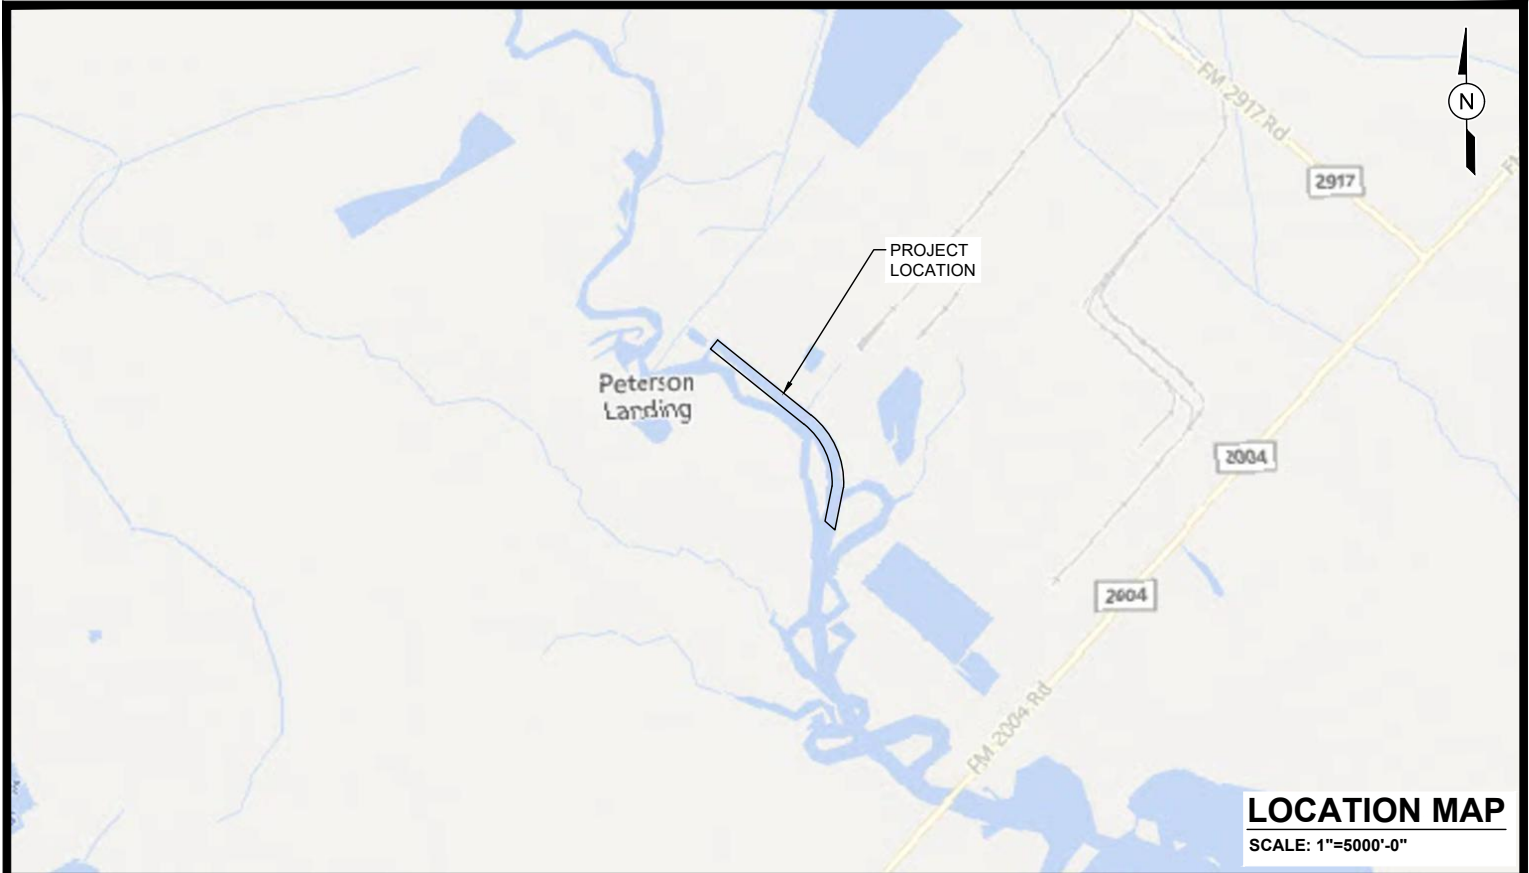 FM 2917 Rd
N
2917
PROJECT
LOCATION
Peterson
Landing
2004
2004
FM 2004 Rd
LOCATION MAP
SCALE: 1"=5000'-0"